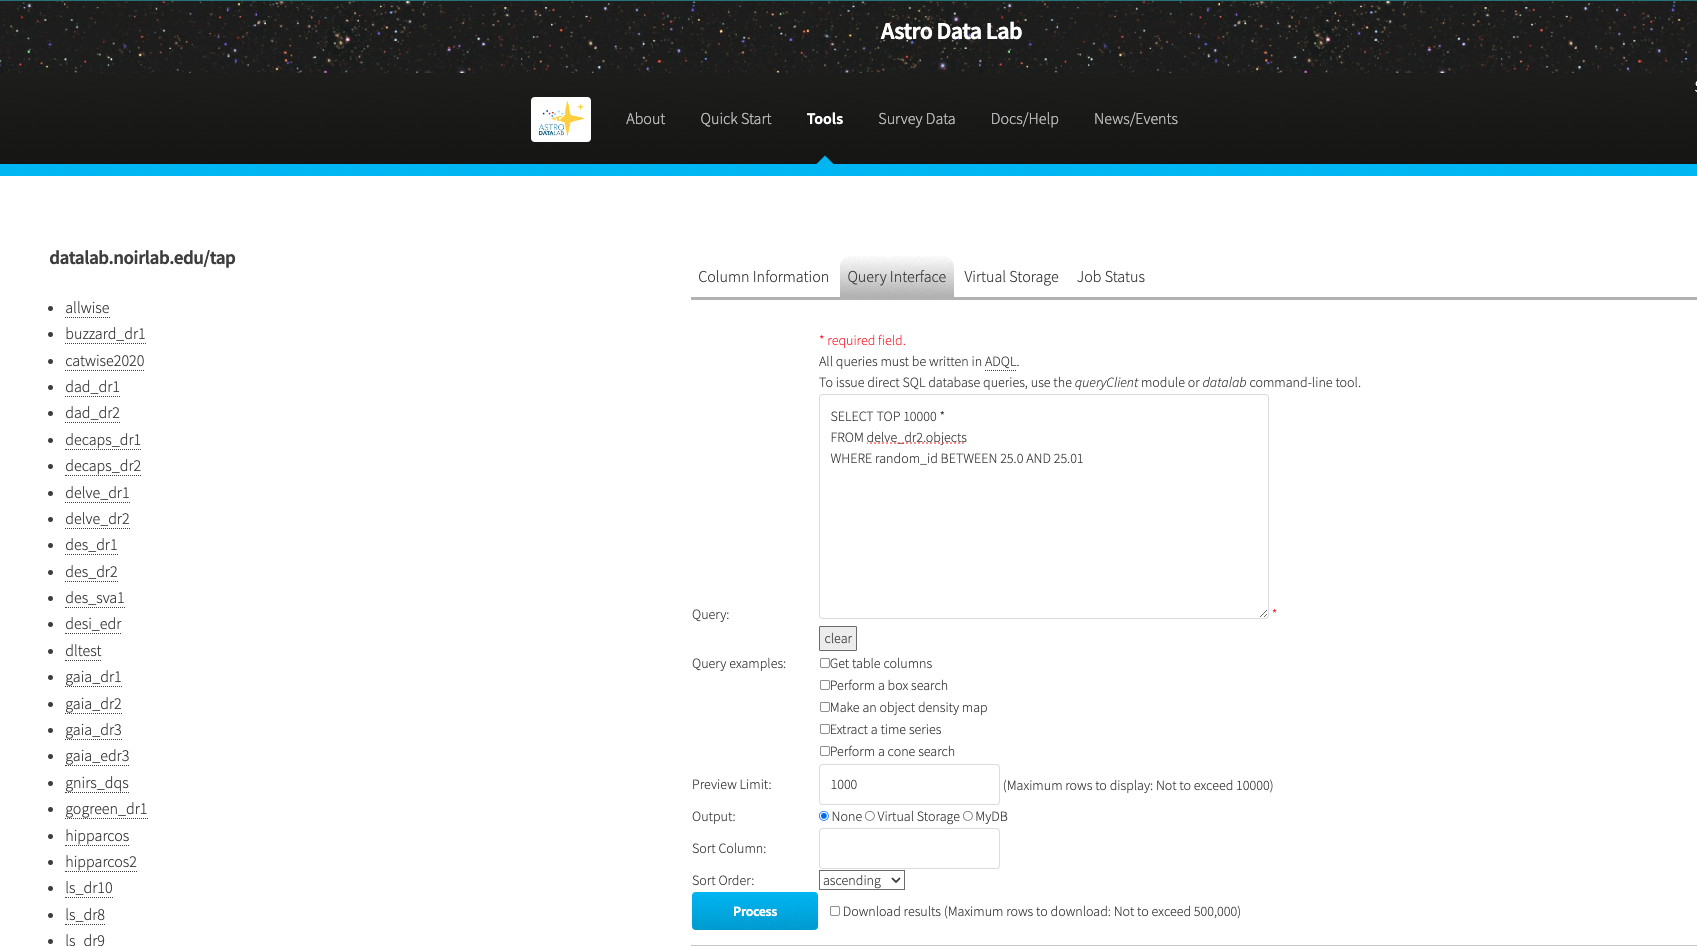 Astro Data Lab
ASTRO
DATALAB
About Quick Start Tools Survey Data Docs/Help News/Events
datalab.noirlab.edu/tap
allwise
buzzard_dr1
catwise2020
dad_dr1
dad_dr2
decaps_dr1
decaps_dr2
delve_dr1
delve_dr2
des_dr1
des_dr2
des_sva1
desi_edr
dltest
gaia_dr1
gaia_dr2
gaia_dr3
gaia_edr3
gnirs_dqs
gogreen_dr1
hipparcos
hipparcos2
ls_dr10
ls_dr8
ls_dr9
Column Information Query Interface Virtual Storage Job Status
* required field.
All queries must be written in ADQL.
To issue direct SQL database queries, use the queryClient module or datalab command-line tool.
SELECT TOP 10000 *
FROM delve_dr2.objects
WHERE random_id BETWEEN 25.0 AND 25.01
Query: *
clear
Query examples: Get table columns
Perform a box search
Make an object density map
Extract a time series
Perform a cone search
Preview Limit: 1000 (Maximum rows to display: Not to exceed 10000)
Output: None Virtual Storage MyDB
Sort Column:
Sort Order: ascending
Process Download results (Maximum rows to download: Not to exceed 500,000)